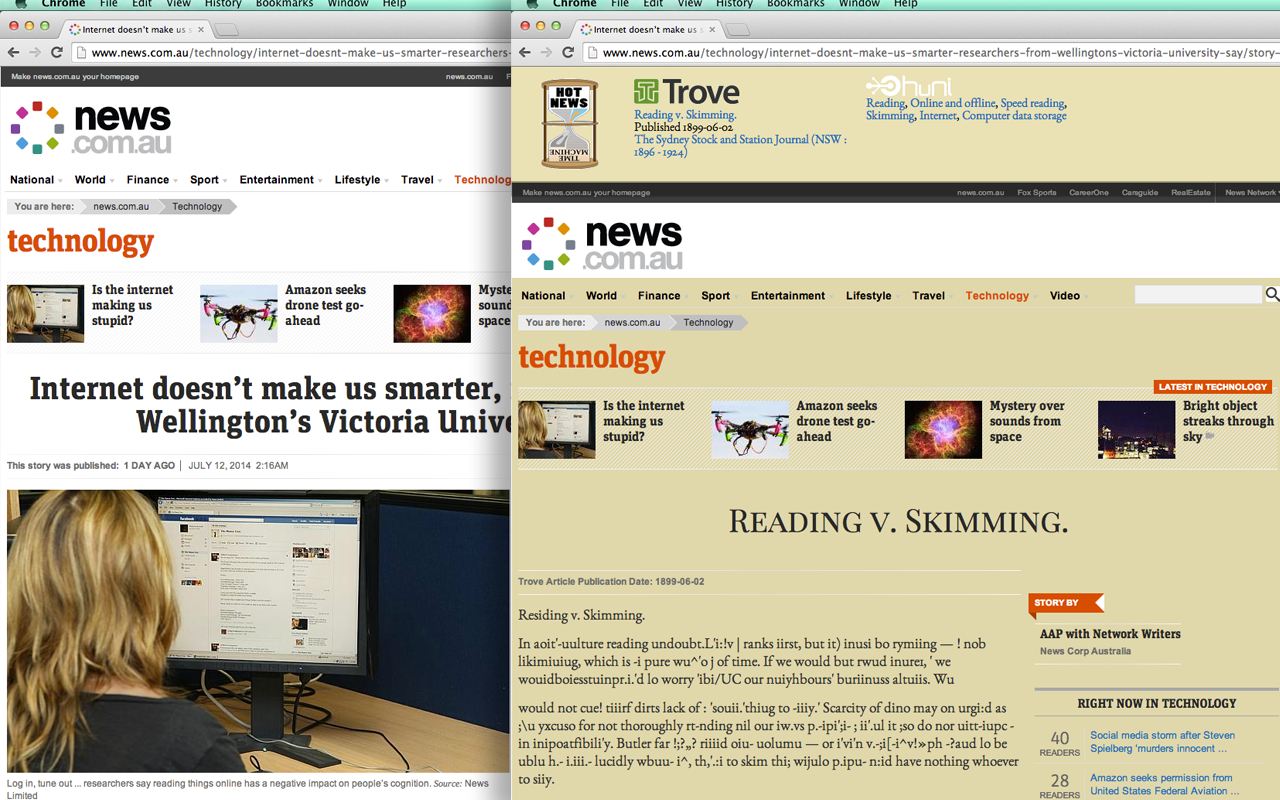 Chrome File Edit View History Bookmarks Window Help
Internet doesn't make us s
www.news.com.au/technology/internet-doesnt-make-us-smarter-researchers-
Make news.com.au your homepage
news.com.au
news
.com.au
National World Finance Sport Entertainment Lifestyle Travel Technolog
You are here: news.com.au Technology
technology
Is the internet
making us
stupid?
Amazon seeks
drone test go-
ahead
Myste
sound
space
Internet doesn't make us smarter,
Wellington's Victoria Unive
This story was published: 1 DAY AGO | JULY 12, 2014 2:16AM
Log in, tune out ... researchers say reading things online has a negative impact on people's cognition. Source: News
Limited
Chrome File Edit View History Bookmarks Window Help
Internet doesn't make us s
www.news.com.au/technology/internet-doesnt-make-us-smarter-researchers-from-wellingtons-victoria-university-say/story-
HOT
NEWS
TIME
MACHINE
Trove
Reading v. Skimming.
Published 1899-06-02
The Sydney Stock and Station Journal (NSW :
1896 - 1924)
huni
Reading, Online and offline, Speed reading,
Skimming, Internet, Computer data storage
Make news.com.au your homepage
news.com.au Fox Sports CareerOne Carsguide RealEstate News Network
news
.com.au
National World Finance Sport Entertainment Lifestyle Travel Technology Video
You are here: news.com.au Technology
technology
LATEST IN TECHNOLOGY
Is the internet
making us
stupid?
Amazon seeks
drone test go-
ahead
Mystery over
sounds from
space
Bright object
streaks through
sky
Reading v. Skimming.
Trove Article Publication Date: 1899-06-02
Residing v. Skimming.
In aoit'-uulture reading undoubt.L'i:!v | ranks iirst, but it) inusi bo rymiing — ! nob
likimiuiug, which is -i pure wu^'o j of time. If we would but rwud inureı, ' we
wouidboiesstuinpr.i.'d lo worry 'ibi/UC our nuiyhbours' buriinuss altuiis. Wu
would not cue! tiiirf dirts lack of : 'souii.'thiug to -iiiy.' Scarcity of dino may on urgi:d as
;\u yxcuso for not thoroughly rt-nding nil our iw.vs p.-ipi';i- ; ii'.ul it ;so do nor uitt-iupc -
in inipoatfibili'y. Butler far !;?„? riiiid oiu- uolumu — or i'vi'n v.-;i[-i^v!»ph -?aud lo be
ublu h.- i.iii.- lucidly wbuu- i^, th,'.:i to skim thi; wijulo p.ipu- n:id have nothing whoever
to siiy.
STORY BY
AAP with Network Writers
News Corp Australia
RIGHT NOW IN TECHNOLOGY
40
READERS
Social media storm after Steven
Spielberg 'murders innocent ...
28
READERS
Amazon seeks permission from
United States Federal Aviation ...